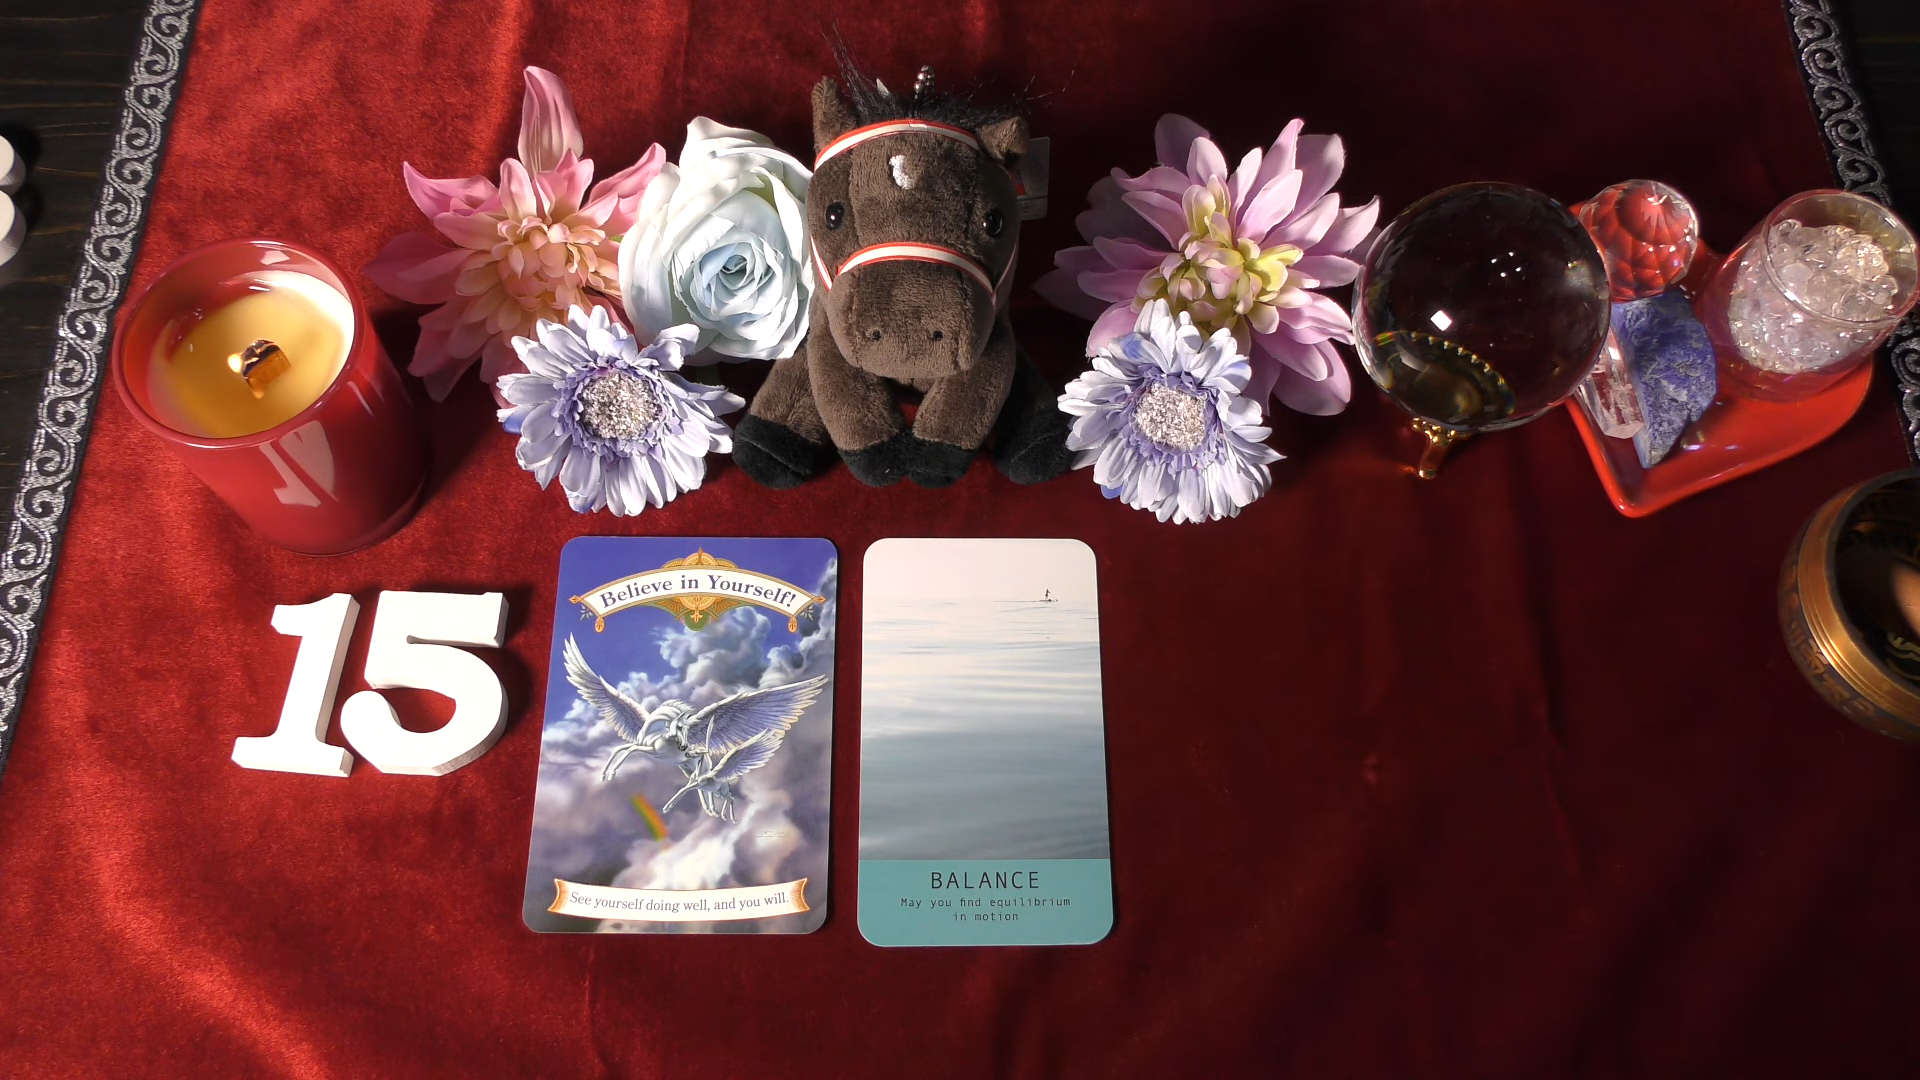 15
Believe in Yourself!
See yourself doing well, and you will.
BALANCE
May you find equilibrium
in motion